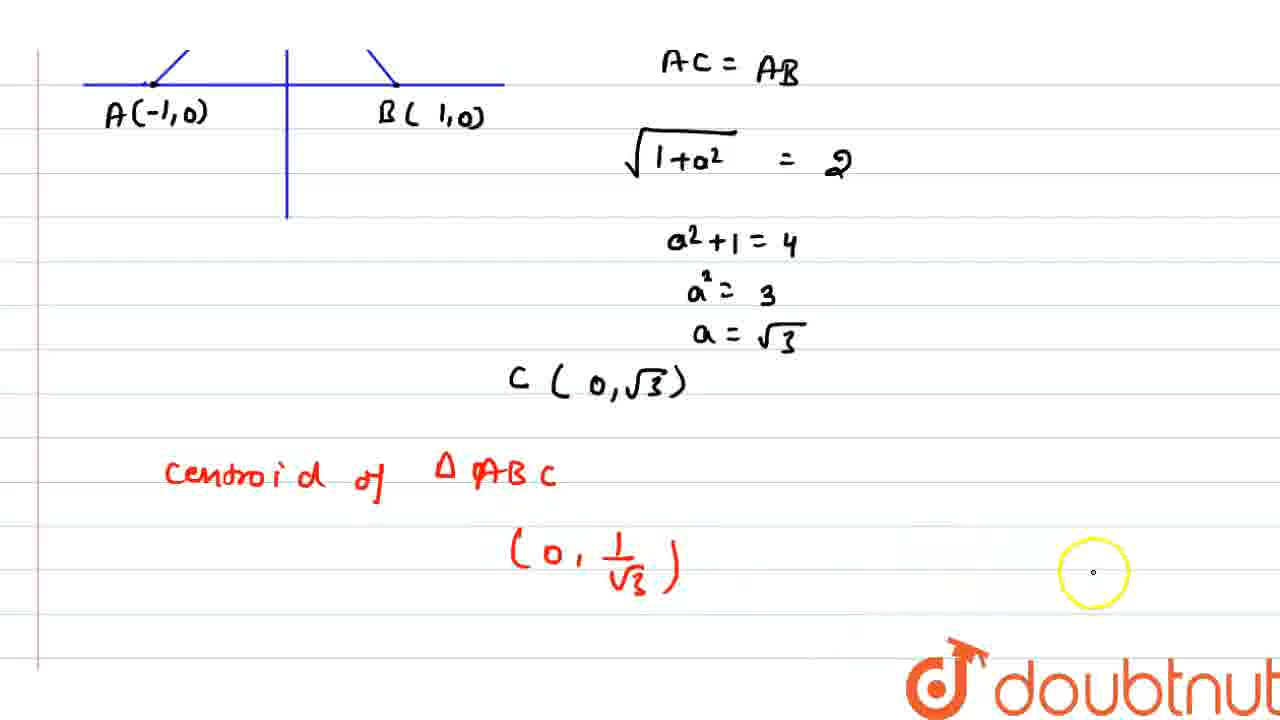 AC = AB
A(-1,0) B( 1,0)
√(1+a²) = 2
a²+1 = 4
a² = 3
a = √3
C ( 0,√3)
Centroid of Δ ABC
(0, 1/√3)
doubtnut